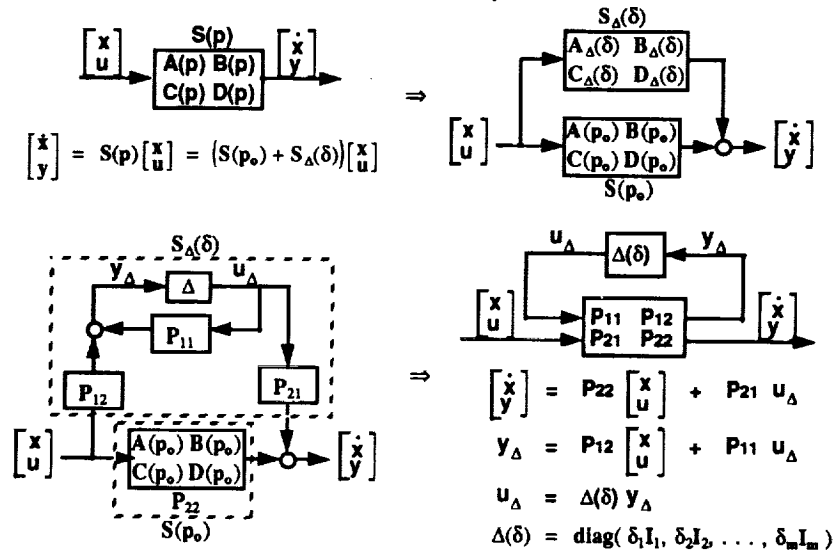 S(p)
[x u] A(p) B(p) [ẋ y]
C(p) D(p)
[ẋ y] = S(p)[x u] = (S(pₒ) + S_Δ(δ))[x u]
⇒
S_Δ(δ)
A_Δ(δ) B_Δ(δ)
C_Δ(δ) D_Δ(δ)
[x u] A(pₒ) B(pₒ) [ẋ y]
C(pₒ) D(pₒ)
S(pₒ)
S_Δ(δ)
y_Δ Δ u_Δ
P₁₁
P₁₂ P₂₁
[x u] A(pₒ) B(pₒ) [ẋ y]
C(pₒ) D(pₒ)
P₂₂
S(pₒ)
⇒
u_Δ Δ(δ) y_Δ
[x u] P₁₁ P₁₂ [ẋ y]
P₂₁ P₂₂
[ẋ y] = P₂₂ [x u] + P₂₁ u_Δ
y_Δ = P₁₂ [x u] + P₁₁ u_Δ
u_Δ = Δ(δ) y_Δ
Δ(δ) = diag( δ₁I₁, δ₂I₂, . . . , δₘIₘ )